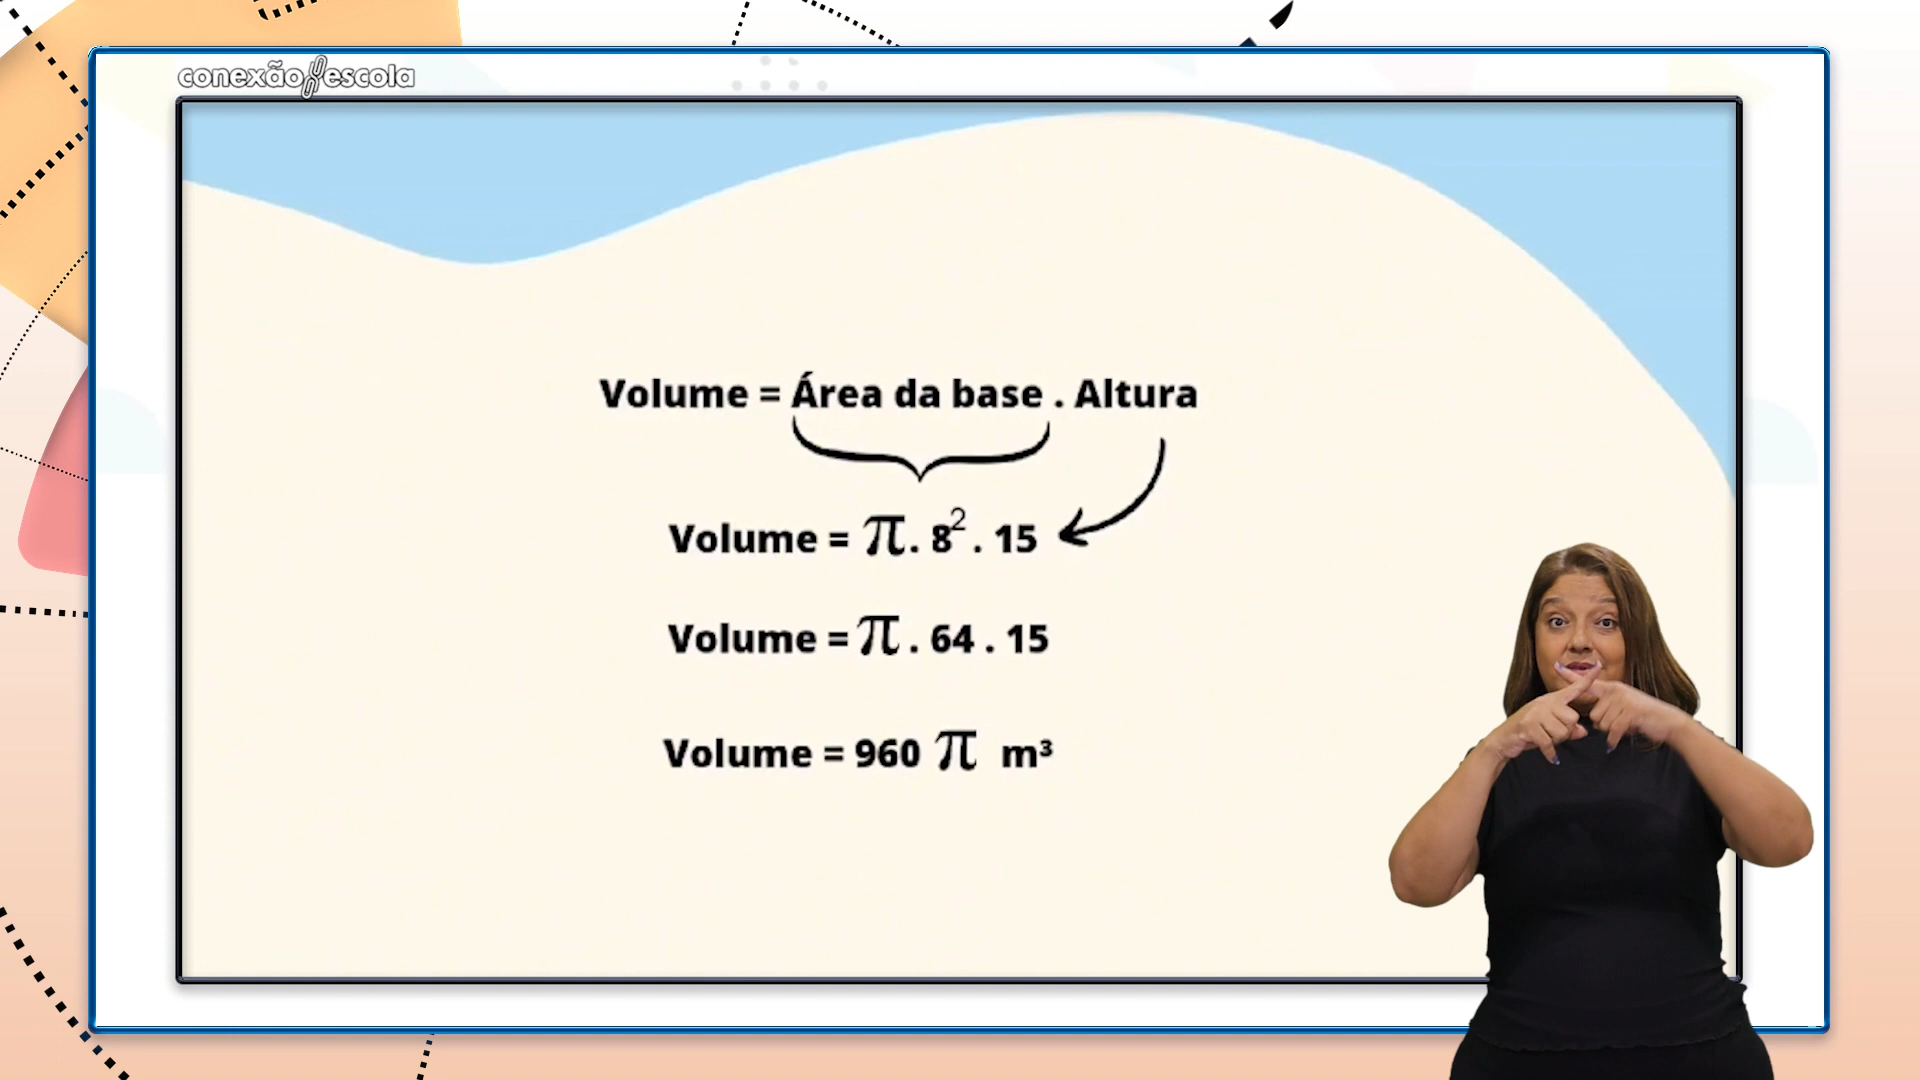 conexão escola
Volume = Área da base . Altura
Volume = π . 8² . 15
Volume = π . 64 . 15
Volume = 960 π m³